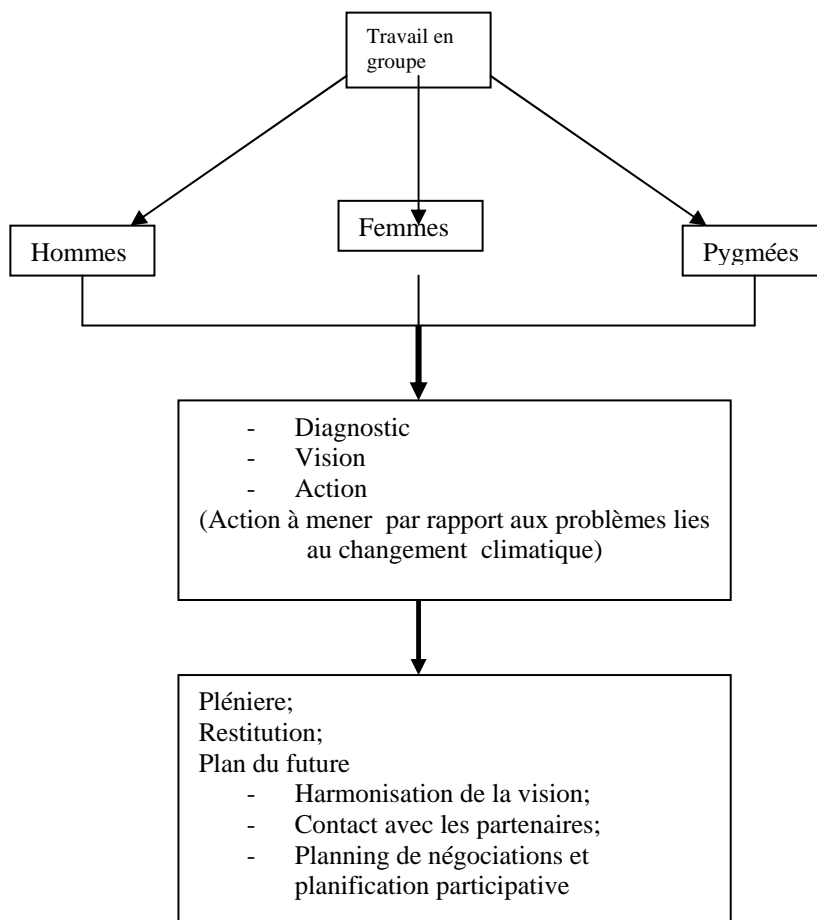 Travail en
groupe
Hommes
Femmes
Pygmées
- Diagnostic
- Vision
- Action
(Action à mener par rapport aux problèmes lies
au changement climatique)
Pléniere;
Restitution;
Plan du future
- Harmonisation de la vision;
- Contact avec les partenaires;
- Planning de négociations et
planification participative